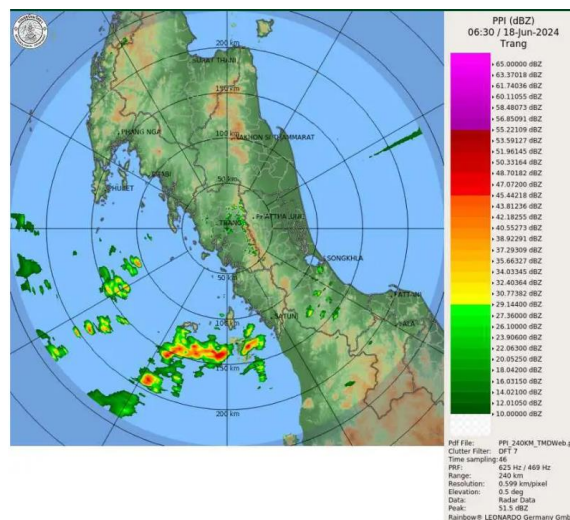 PPI (dBZ)
06:30 / 18-Jun-2024
Trang
65.00000 dBZ
63.37018 dBZ
61.74036 dBZ
60.11055 dBZ
58.48073 dBZ
56.85091 dBZ
55.22109 dBZ
53.59127 dBZ
51.96145 dBZ
50.33164 dBZ
48.70182 dBZ
47.07200 dBZ
45.44218 dBZ
43.81236 dBZ
42.18255 dBZ
40.55273 dBZ
38.92291 dBZ
37.29309 dBZ
35.66327 dBZ
34.03345 dBZ
32.40364 dBZ
30.77382 dBZ
29.14400 dBZ
27.36000 dBZ
26.10000 dBZ
23.90600 dBZ
22.06300 dBZ
20.05250 dBZ
18.04200 dBZ
16.03150 dBZ
14.02100 dBZ
12.01050 dBZ
10.00000 dBZ
Pdf File: PPI_240KM_TMDWeb.p
Clutter Filter: DFT 7
Time sampling: 46
PRF: 625 Hz / 469 Hz
Range: 240 km
Resolution: 0.599 km/pixel
Elevation: 0.5 deg
Data: Radar Data
Peak: 51.5 dBZ
Rainbow® LEONARDO Germany Gmb
200 km
150 km
100 km
PHANG NGA
NAKHON SI THAMMARAT
50 km
PHUKET
TRANG
SONGKHLA
50 km
PATTANI
100 km
SATUN
YALA
150 km
200 km